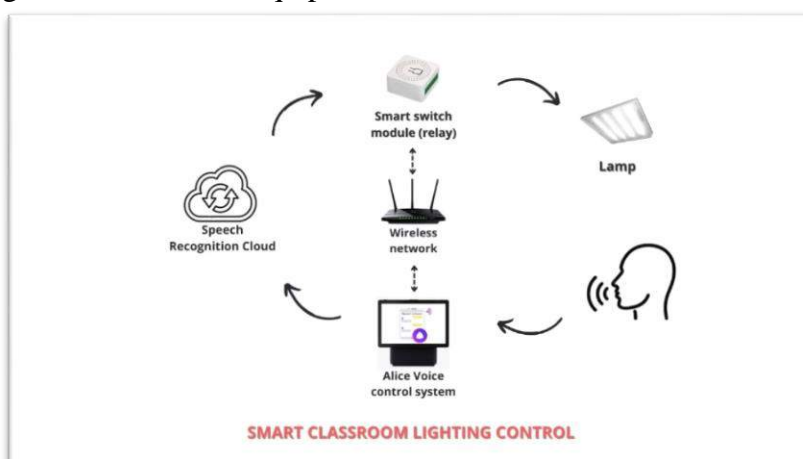 Smart switch
module (relay)
Lamp
Speech
Recognition Cloud
Wireless
network
Alice Voice
control system
SMART CLASSROOM LIGHTING CONTROL